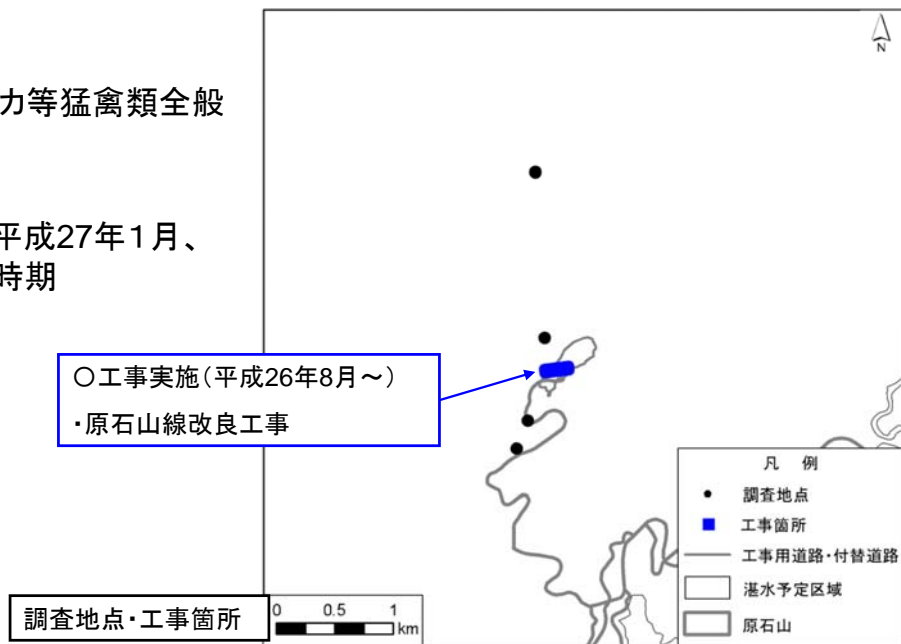 カ等猛禽類全般
平成27年1月、
時期
○工事実施(平成26年8月~)
・原石山線改良工事
N
凡 例
調査地点
工事箇所
工事用道路・付替道路
湛水予定区域
原石山
調査地点・工事箇所
0 0.5 1
km